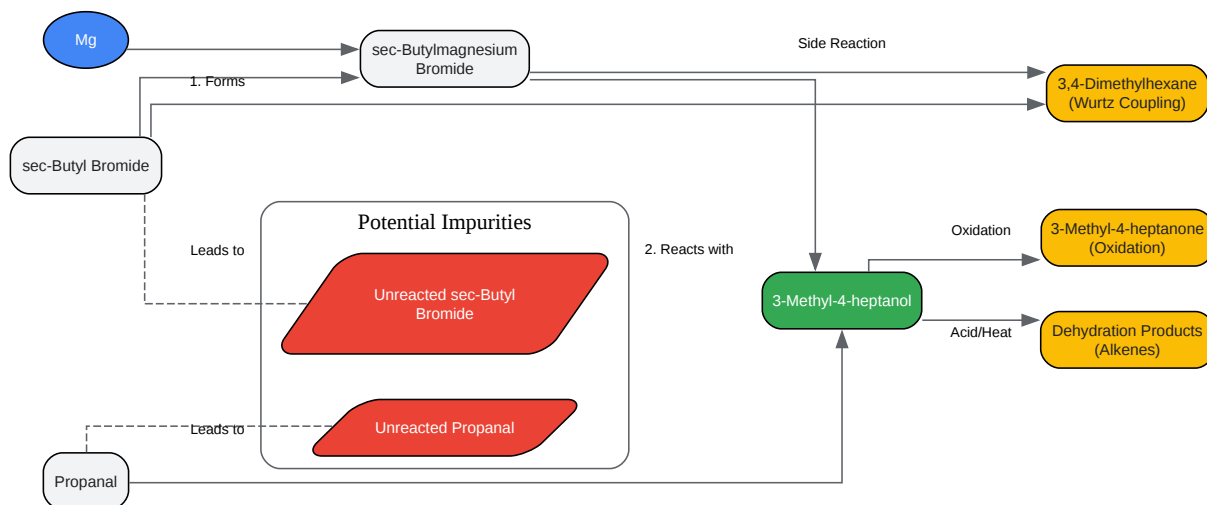 Mg
sec-Butylmagnesium
Bromide
Side Reaction
1. Forms
3,4-Dimethylhexane
(Wurtz Coupling)
sec-Butyl Bromide
Potential Impurities
Leads to
2. Reacts with
Oxidation
3-Methyl-4-heptanone
(Oxidation)
Unreacted sec-Butyl
Bromide
3-Methyl-4-heptanol
Acid/Heat
Dehydration Products
(Alkenes)
Leads to
Unreacted Propanal
Propanal